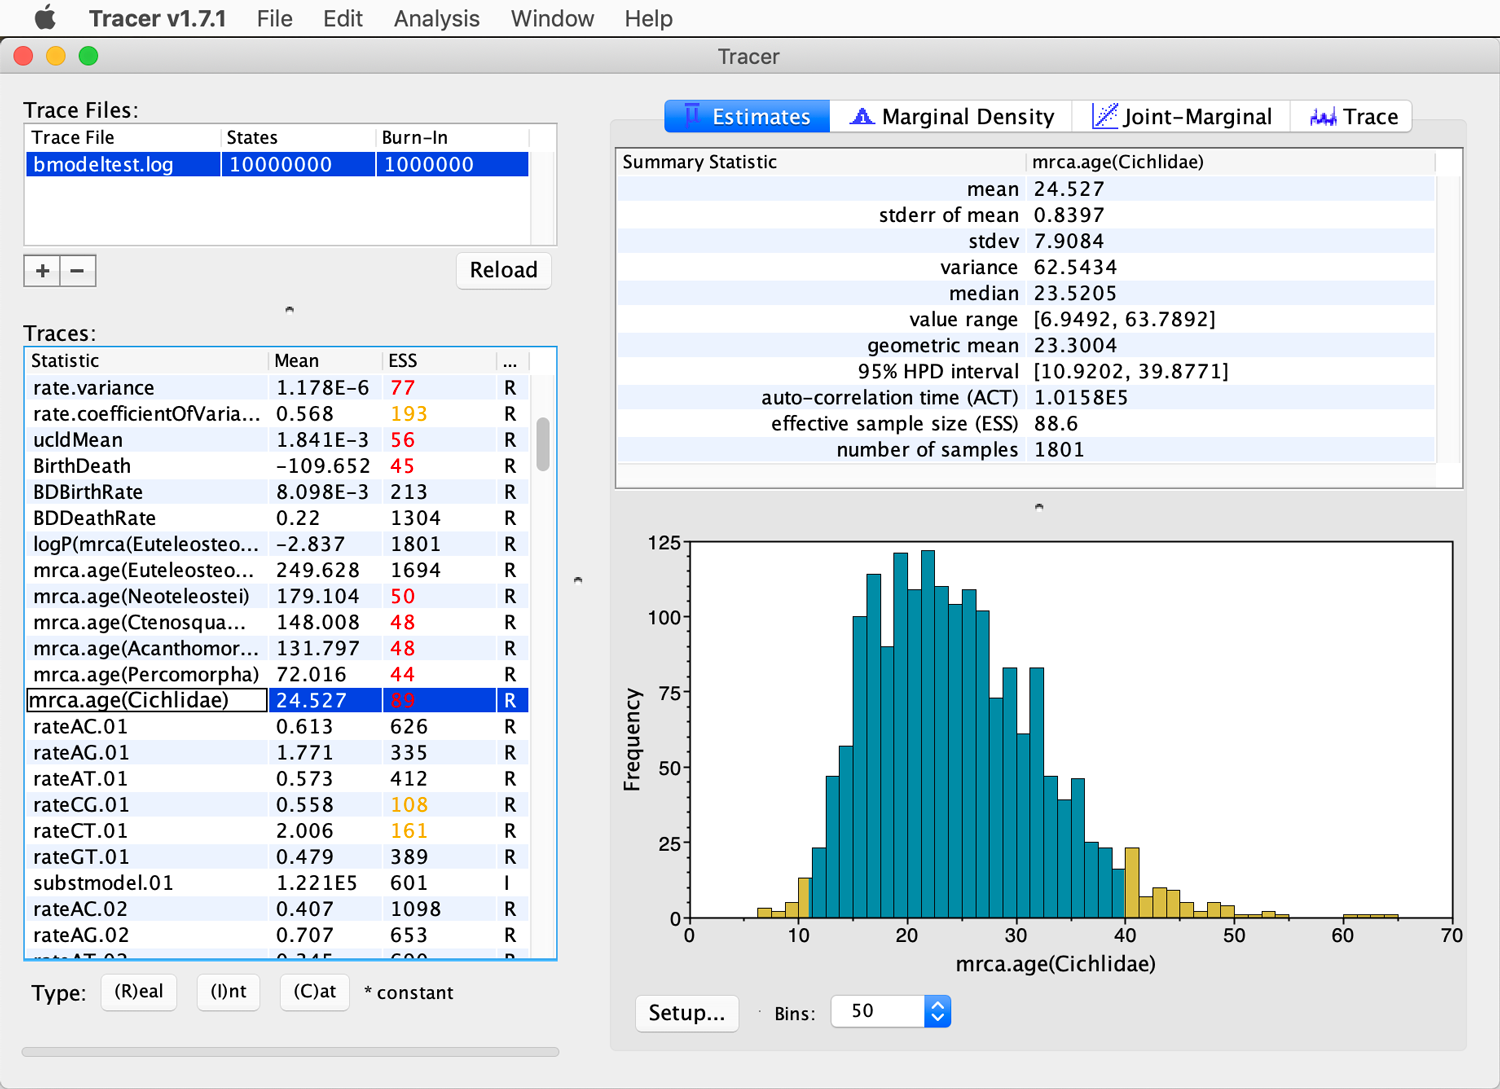 Tracer v1.7.1 File Edit Analysis Window Help
Tracer
Trace Files:
Trace File States Burn-In
bmodeltest.log 10000000 1000000
+ −
Reload
Traces:
Statistic Mean ESS ...
rate.variance 1.178E-6 77 R
rate.coefficientOfVaria... 0.568 193 R
ucldMean 1.841E-3 56 R
BirthDeath -109.652 45 R
BDBirthRate 8.098E-3 213 R
BDDeathRate 0.22 1304 R
logP(mrca(Euteleosteo... -2.837 1801 R
mrca.age(Euteleosteo... 249.628 1694 R
mrca.age(Neoteleostei) 179.104 50 R
mrca.age(Ctenosqua... 148.008 48 R
mrca.age(Acanthomor... 131.797 48 R
mrca.age(Percomorpha) 72.016 44 R
mrca.age(Cichlidae) 24.527 89 R
rateAC.01 0.613 626 R
rateAG.01 1.771 335 R
rateAT.01 0.573 412 R
rateCG.01 0.558 108 R
rateCT.01 2.006 161 R
rateGT.01 0.479 389 R
substmodel.01 1.221E5 601 I
rateAC.02 0.407 1098 R
rateAG.02 0.707 653 R
Type: (R)eal (I)nt (C)at * constant
Estimates Marginal Density Joint-Marginal Trace
Summary Statistic mrca.age(Cichlidae)
mean 24.527
stderr of mean 0.8397
stdev 7.9084
variance 62.5434
median 23.5205
value range [6.9492, 63.7892]
geometric mean 23.3004
95% HPD interval [10.9202, 39.8771]
auto-correlation time (ACT) 1.0158E5
effective sample size (ESS) 88.6
number of samples 1801
125
100
75
50
25
0
Frequency
0 10 20 30 40 50 60 70
mrca.age(Cichlidae)
Setup... Bins: 50